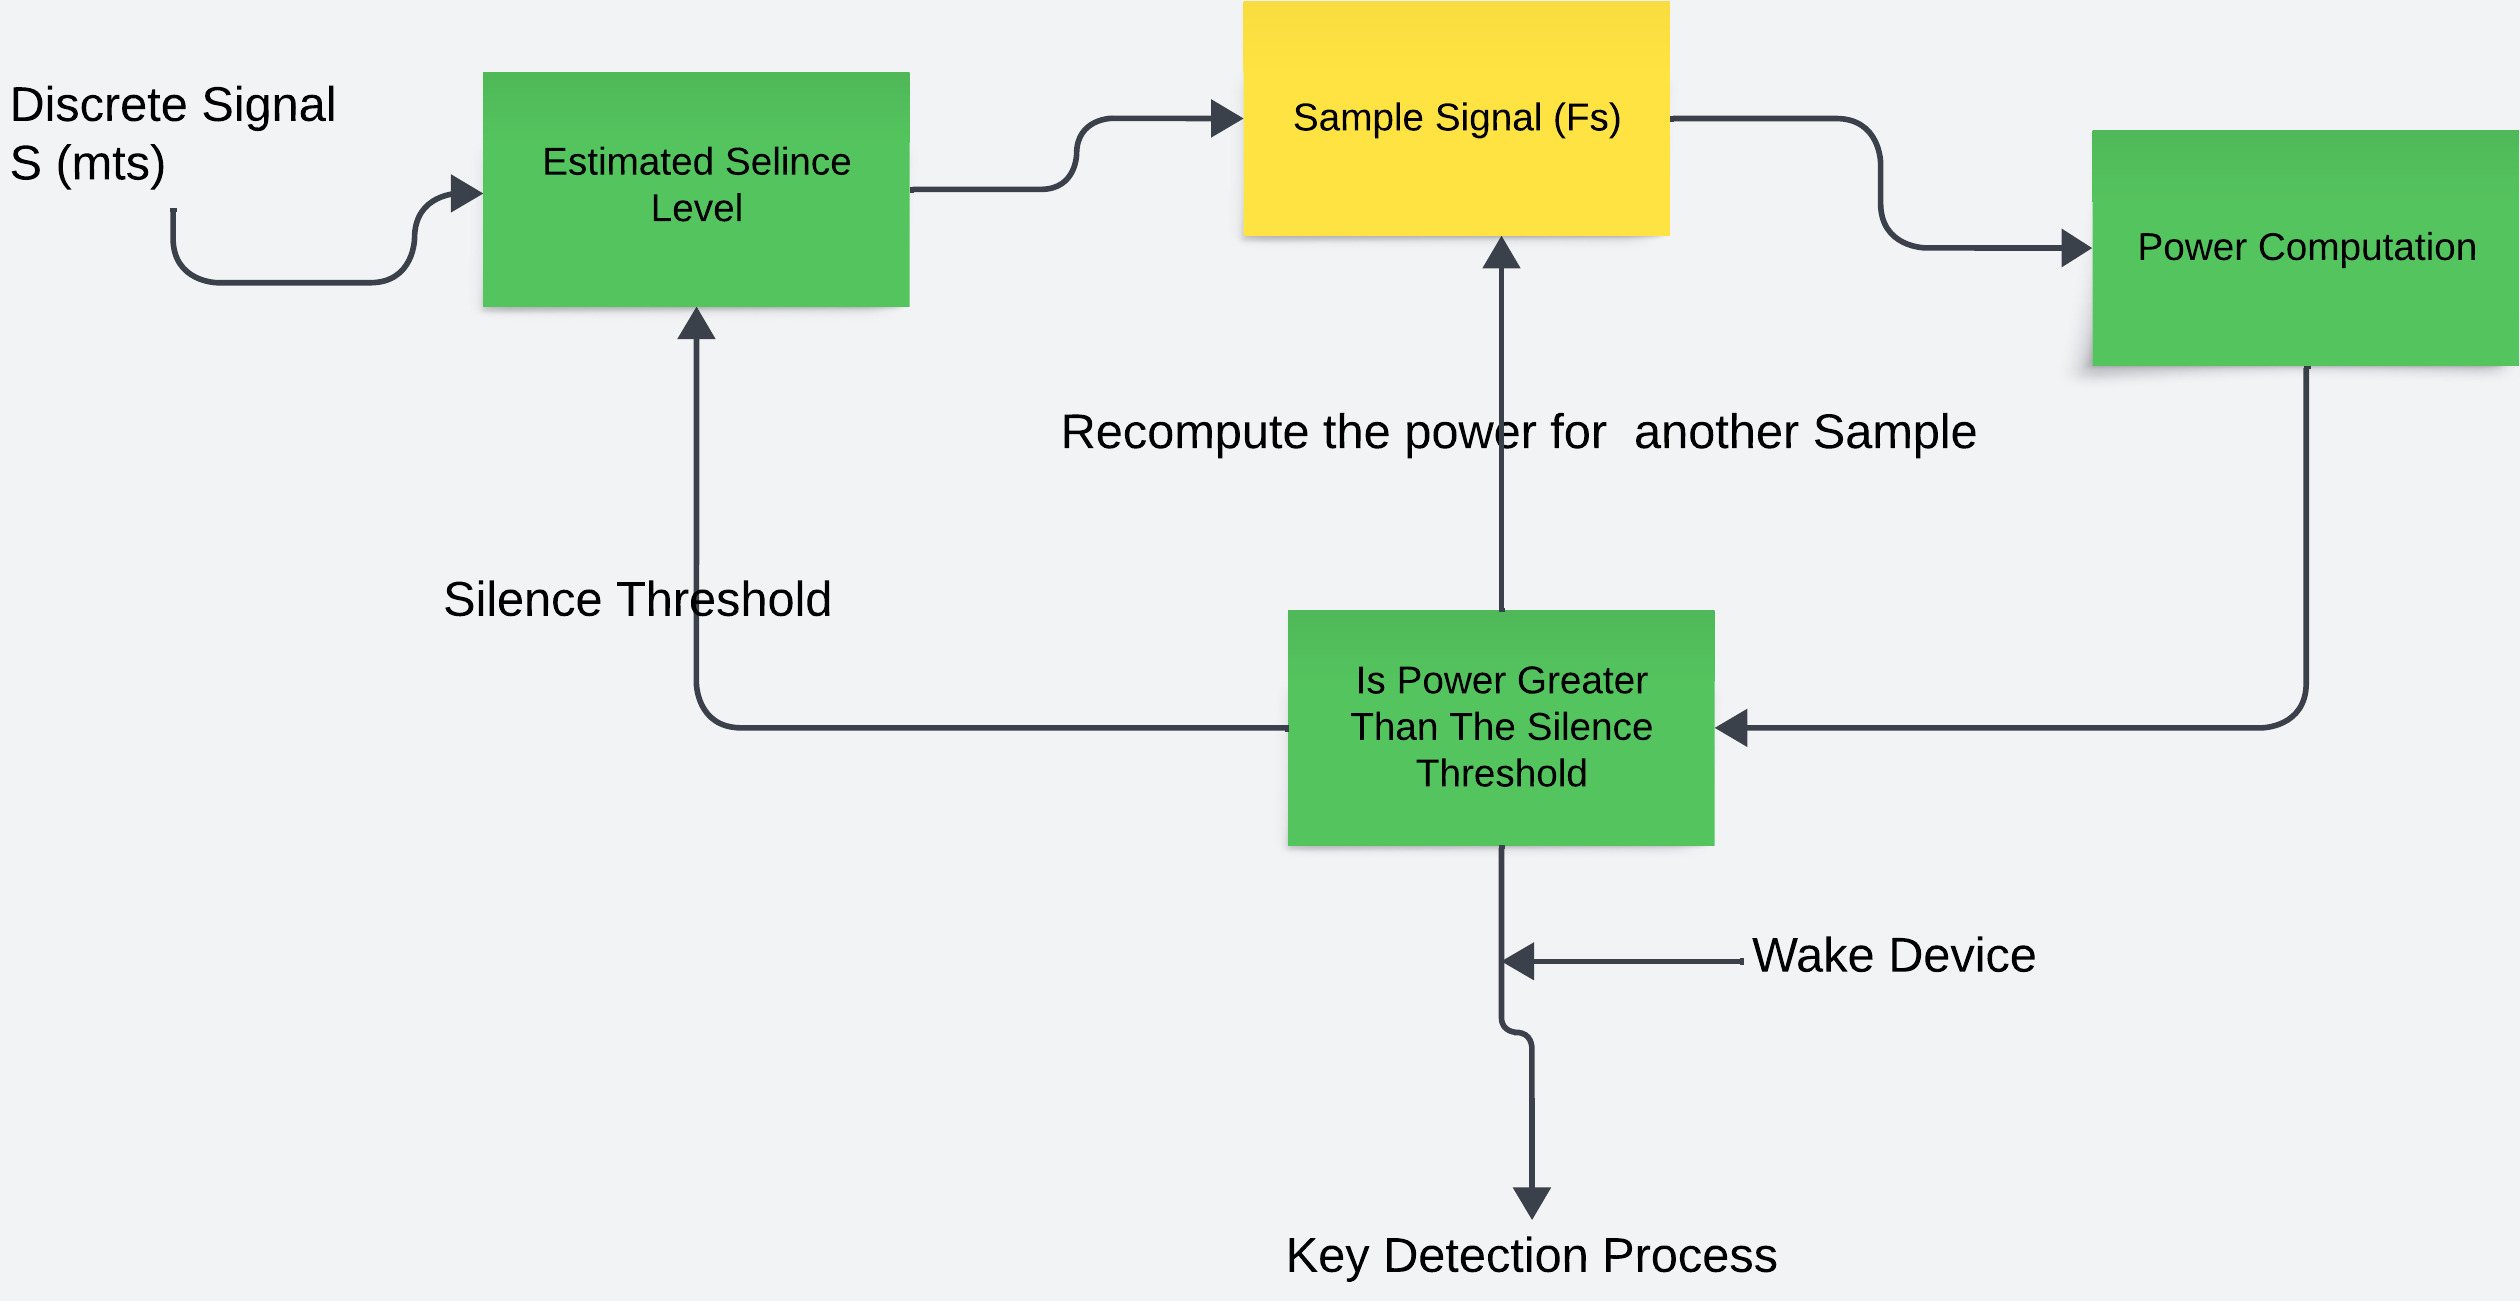 Discrete Signal
S (mts)
Estimated Selince
Level
Sample Signal (Fs)
Power Computation
Recompute the power for  another Sample
Silence Threshold
Is Power Greater
Than The Silence
Threshold
Wake Device
Key Detection Process